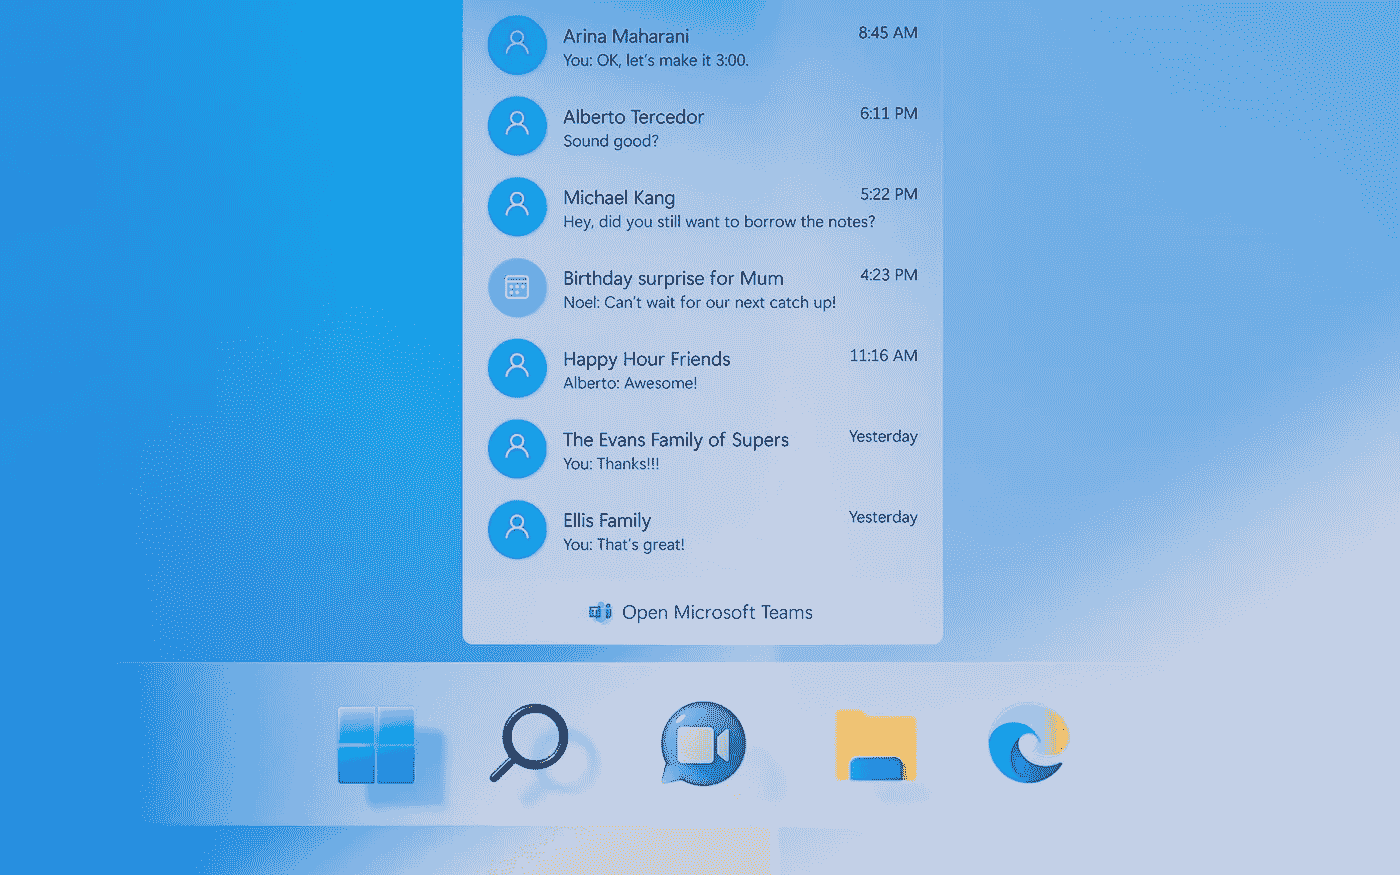 Arina Maharani 8:45 AM
You: OK, let's make it 3:00.
Alberto Tercedor 6:11 PM
Sound good?
Michael Kang 5:22 PM
Hey, did you still want to borrow the notes?
Birthday surprise for Mum 4:23 PM
Noel: Can't wait for our next catch up!
Happy Hour Friends 11:16 AM
Alberto: Awesome!
The Evans Family of Supers Yesterday
You: Thanks!!!
Ellis Family Yesterday
You: That's great!
Open Microsoft Teams